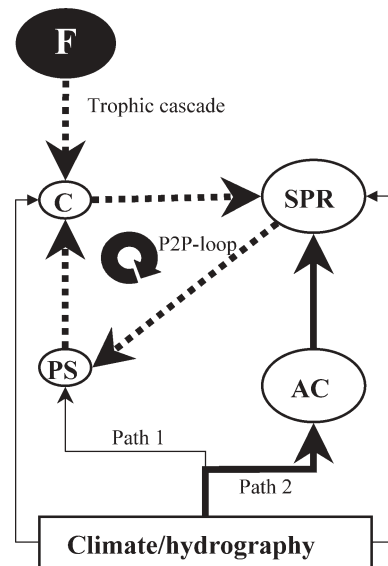 F
Trophic cascade
C
SPR
P2P-loop
PS
AC
Path 1
Path 2
Climate/hydrography